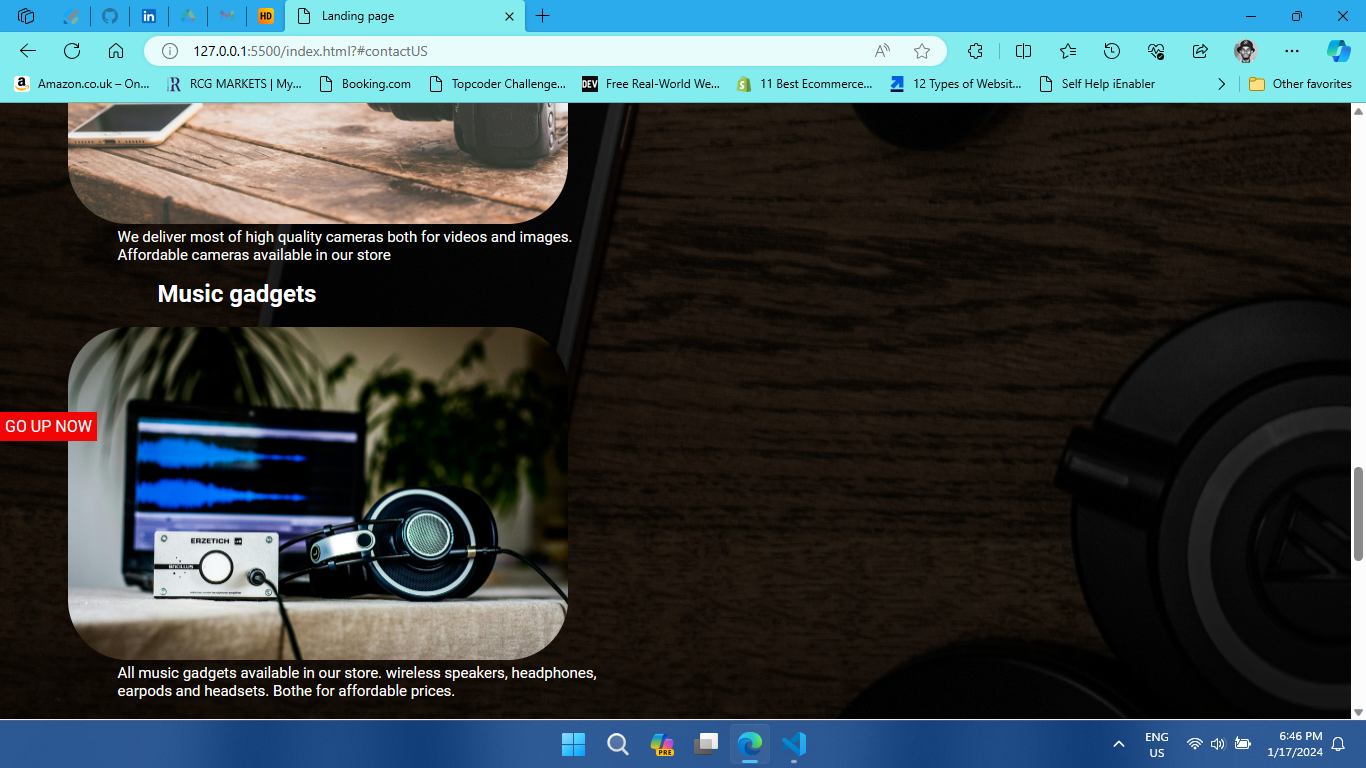 HD
Landing page
127.0.0.1:5500/index.html?#contactUS
Amazon.co.uk – On...
RCG MARKETS | My...
Booking.com
Topcoder Challenge...
DEV
Free Real-World We...
11 Best Ecommerce...
12 Types of Websit...
Self Help iEnabler
Other favorites
We deliver most of high quality cameras both for videos and images.
Affordable cameras available in our store
Music gadgets
GO UP NOW
ERZETICH
BACILLUS
All music gadgets available in our store. wireless speakers, headphones,
earpods and headsets. Bothe for affordable prices.
PRE
ENG
US
6:46 PM
1/17/2024